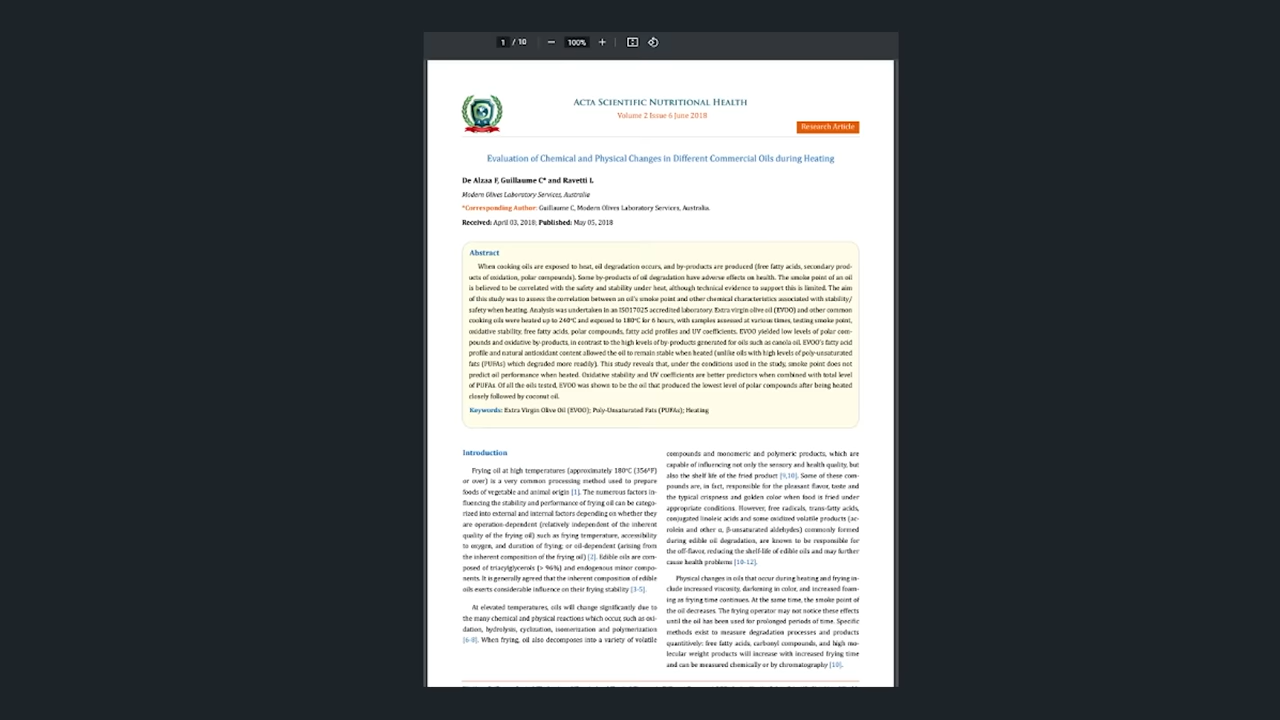 1 / 10 — 100% +
ACTA SCIENTIFIC NUTRITIONAL HEALTH
Volume 2 Issue 6 June 2018
Research Article
Evaluation of Chemical and Physical Changes in Different Commercial Oils during Heating
De Alzaa F, Guillaume C* and Ravetti L
Modern Olives Laboratory Services, Australia
*Corresponding Author: Guillaume C, Modern Olives Laboratory Services, Australia.
Received: April 03, 2018; Published: May 05, 2018
Abstract
When cooking oils are exposed to heat, oil degradation occurs, and by-products are produced (free fatty acids, secondary prod-
ucts of oxidation, polar compounds). Some by-products of oil degradation have adverse effects on health. The smoke point of an oil
is believed to be correlated with the safety and stability under heat, although technical evidence to support this is limited. The aim
of this study was to assess the correlation between an oil's smoke point and other chemical characteristics associated with stability/
safety when heating. Analysis was undertaken in an ISO17025 accredited laboratory. Extra virgin olive oil (EVOO) and other common
cooking oils were heated up to 240°C and exposed to 180°C for 6 hours, with samples assessed at various times, testing smoke point,
oxidative stability, free fatty acids, polar compounds, fatty acid profiles and UV coefficients. EVOO yielded low levels of polar com-
pounds and oxidative by-products, in contrast to the high levels of by-products generated for oils such as canola oil. EVOO's fatty acid
profile and natural antioxidant content allowed the oil to remain stable when heated (unlike oils with high levels of poly-unsaturated
fats (PUFAs) which degraded more readily). This study reveals that, under the conditions used in the study, smoke point does not
predict oil performance when heated. Oxidative stability and UV coefficients are better predictors when combined with total level
of PUFAs. Of all the oils tested, EVOO was shown to be the oil that produced the lowest level of polar compounds after being heated
closely followed by coconut oil.
Keywords: Extra Virgin Olive Oil (EVOO); Poly-Unsaturated Fats (PUFAs); Heating
Introduction
Frying oil at high temperatures (approximately 180°C (356°F)
or over) is a very common processing method used to prepare
foods of vegetable and animal origin [1]. The numerous factors in-
fluencing the stability and performance of frying oil can be catego-
rized into external and internal factors depending on whether they
are operation-dependent (relatively independent of the inherent
quality of the frying oil) such as frying temperature, accessibility
to oxygen, and duration of frying; or oil-dependent (arising from
the inherent composition of the frying oil) [2]. Edible oils are com-
posed of triacylglycerols (> 96%) and endogenous minor compo-
nents. It is generally agreed that the inherent composition of edible
oils exerts considerable influence on their frying stability [3-5].
At elevated temperatures, oils will change significantly due to
the many chemical and physical reactions which occur, such as oxi-
dation, hydrolysis, cyclization, isomerization and polymerization
[6-8]. When frying, oil also decomposes into a variety of volatile
compounds and monomeric and polymeric products, which are
capable of influencing not only the sensory and health quality, but
also the shelf life of the fried product [9,10]. Some of these com-
pounds are, in fact, responsible for the pleasant flavor, taste and
the typical crispness and golden color when food is fried under
appropriate conditions. However, free radicals, trans-fatty acids,
conjugated linoleic acids and some oxidized volatile products (ac-
rolein and other α, β-unsaturated aldehydes) commonly formed
during edible oil degradation, are known to be responsible for
the off-flavor, reducing the shelf-life of edible oils and may further
cause health problems [10-12].
Physical changes in oils that occur during heating and frying in-
clude increased viscosity, darkening in color, and increased foam-
ing as frying time continues. At the same time, the smoke point of
the oil decreases. The frying operator may not notice these effects
until the oil has been used for prolonged periods of time. Specific
methods exist to measure degradation processes and products
quantitively: free fatty acids, carbonyl compounds, and high mo-
lecular weight products will increase with increased frying time
and can be measured chemically or by chromatography [10].